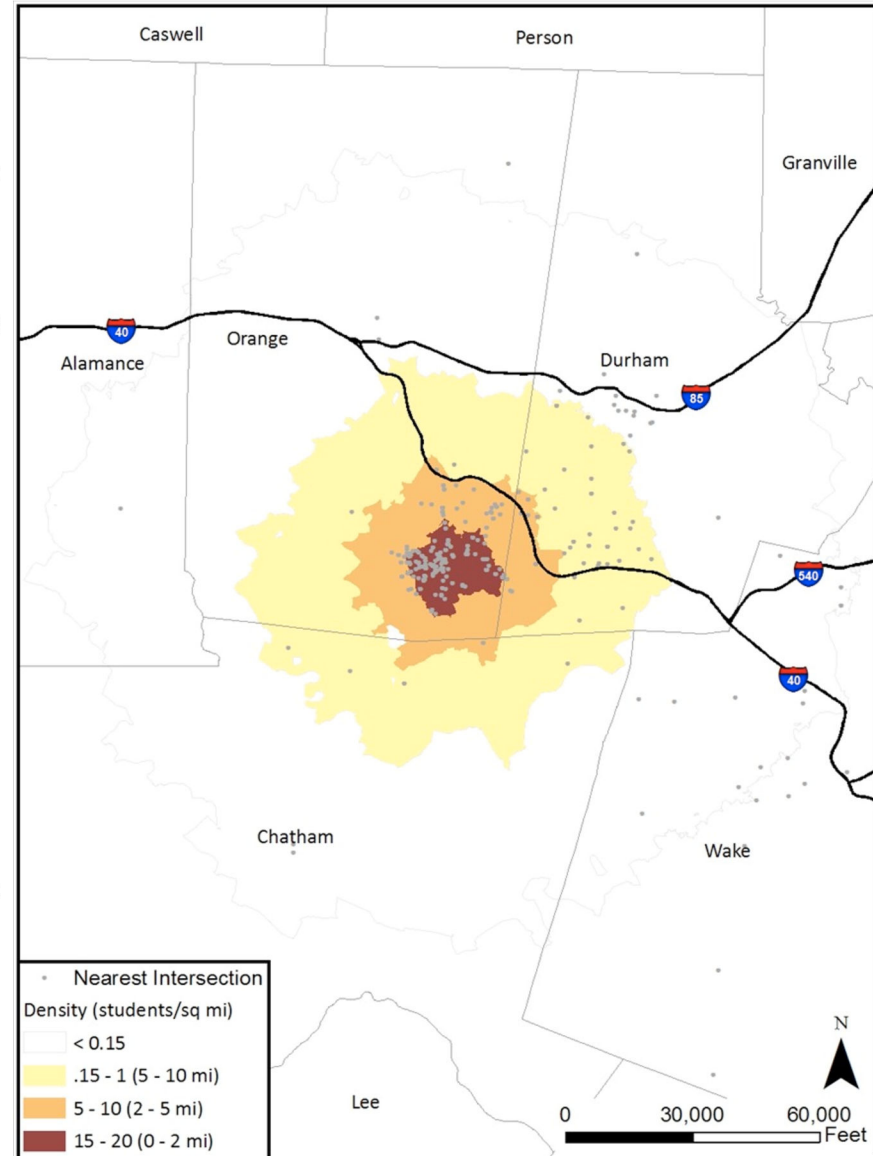 Caswell
Person
Granville
40
Orange
Alamance
Durham
85
540
40
Chatham
Wake
Nearest Intersection
Density (students/sq mi)
< 0.15
.15 - 1 (5 - 10 mi)
5 - 10 (2 - 5 mi)
15 - 20 (0 - 2 mi)
Lee
N
0 30,000 60,000
Feet